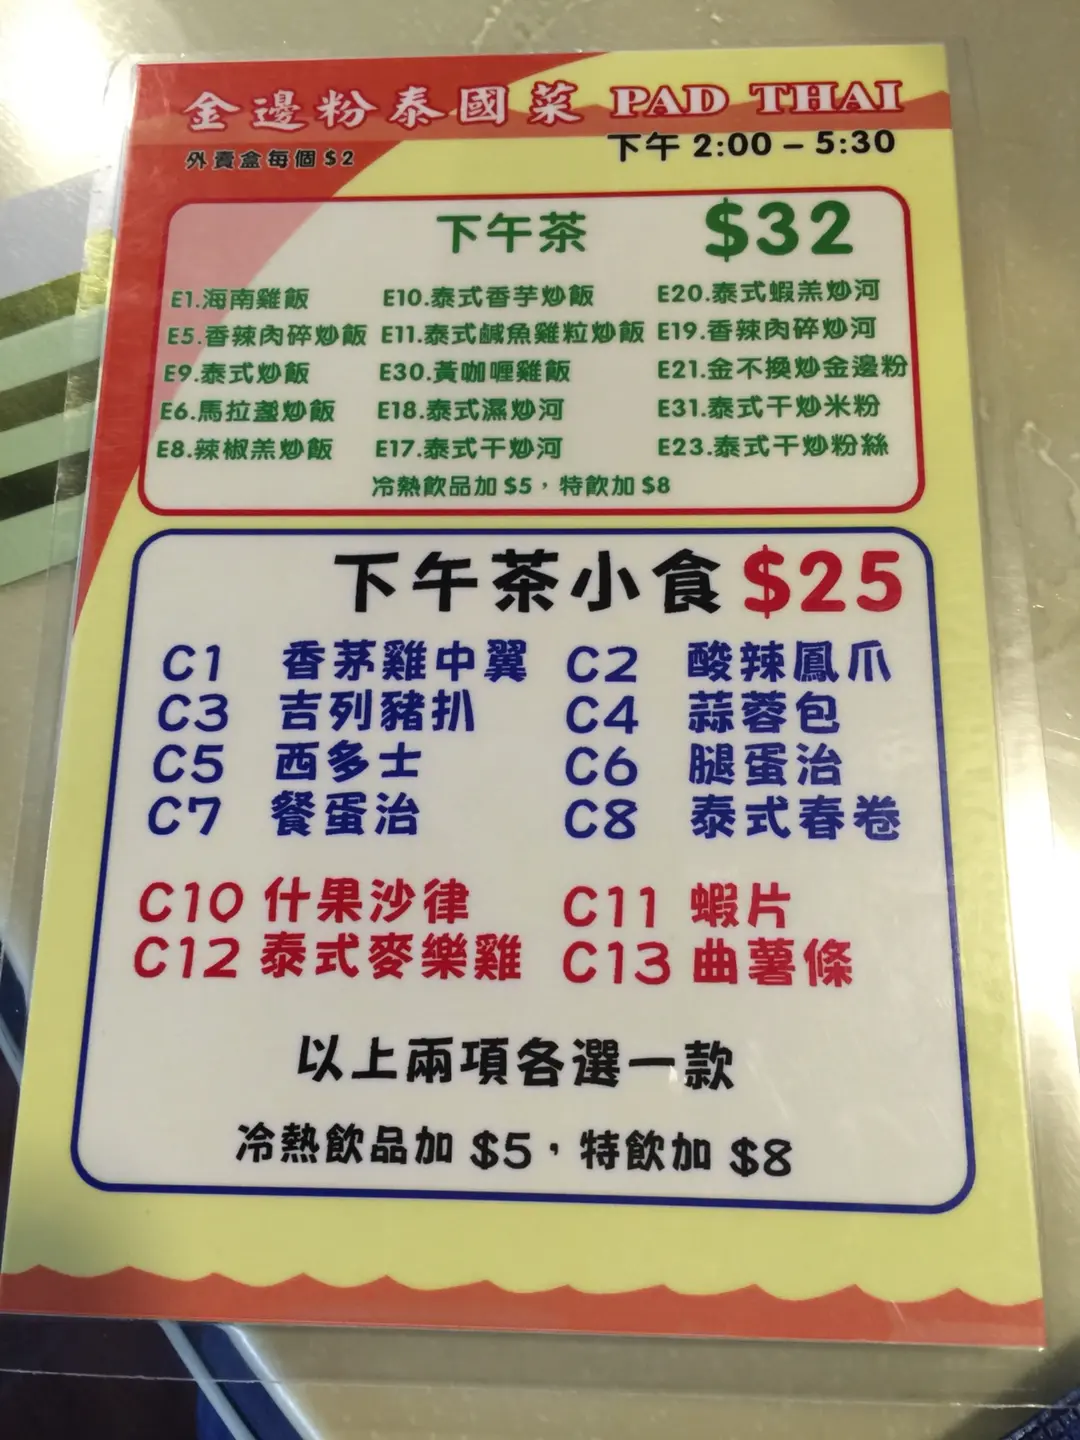 金邊粉泰國菜 PAD THAI
外賣盒每個 $2
下午 2:00 – 5:30
下午茶 $32
E1.海南雞飯 E10.泰式香芋炒飯 E20.泰式蝦羔炒河
E5.香辣肉碎炒飯 E11.泰式鹹魚雞粒炒飯 E19.香辣肉碎炒河
E9.泰式炒飯 E30.黃咖喱雞飯 E21.金不換炒金邊粉
E6.馬拉盞炒飯 E18.泰式濕炒河 E31.泰式干炒米粉
E8.辣椒羔炒飯 E17.泰式干炒河 E23.泰式干炒粉絲
冷熱飲品加 $5，特飲加 $8
下午茶小食 $25
C1 香茅雞中翼 C2 酸辣鳳爪
C3 吉列豬扒 C4 蒜蓉包
C5 西多士 C6 腿蛋治
C7 餐蛋治 C8 泰式春卷
C10 什果沙律 C11 蝦片
C12 泰式麥樂雞 C13 曲薯條
以上兩項各選一款
冷熱飲品加 $5，特飲加 $8